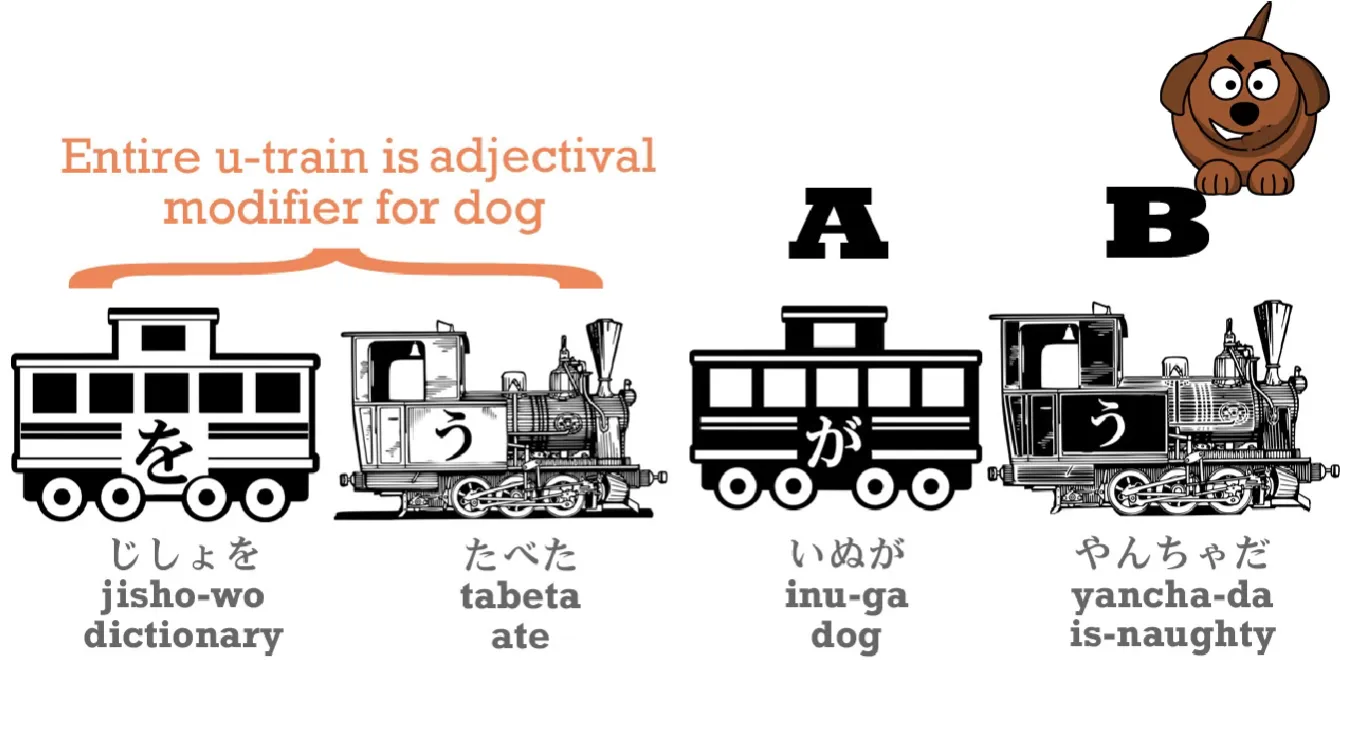 Entire u-train is adjectival
modifier for dog
A
B
を
う
が
う
じしょを
jisho-wo
dictionary
たべた
tabeta
ate
いぬが
inu-ga
dog
やんちゃだ
yancha-da
is-naughty